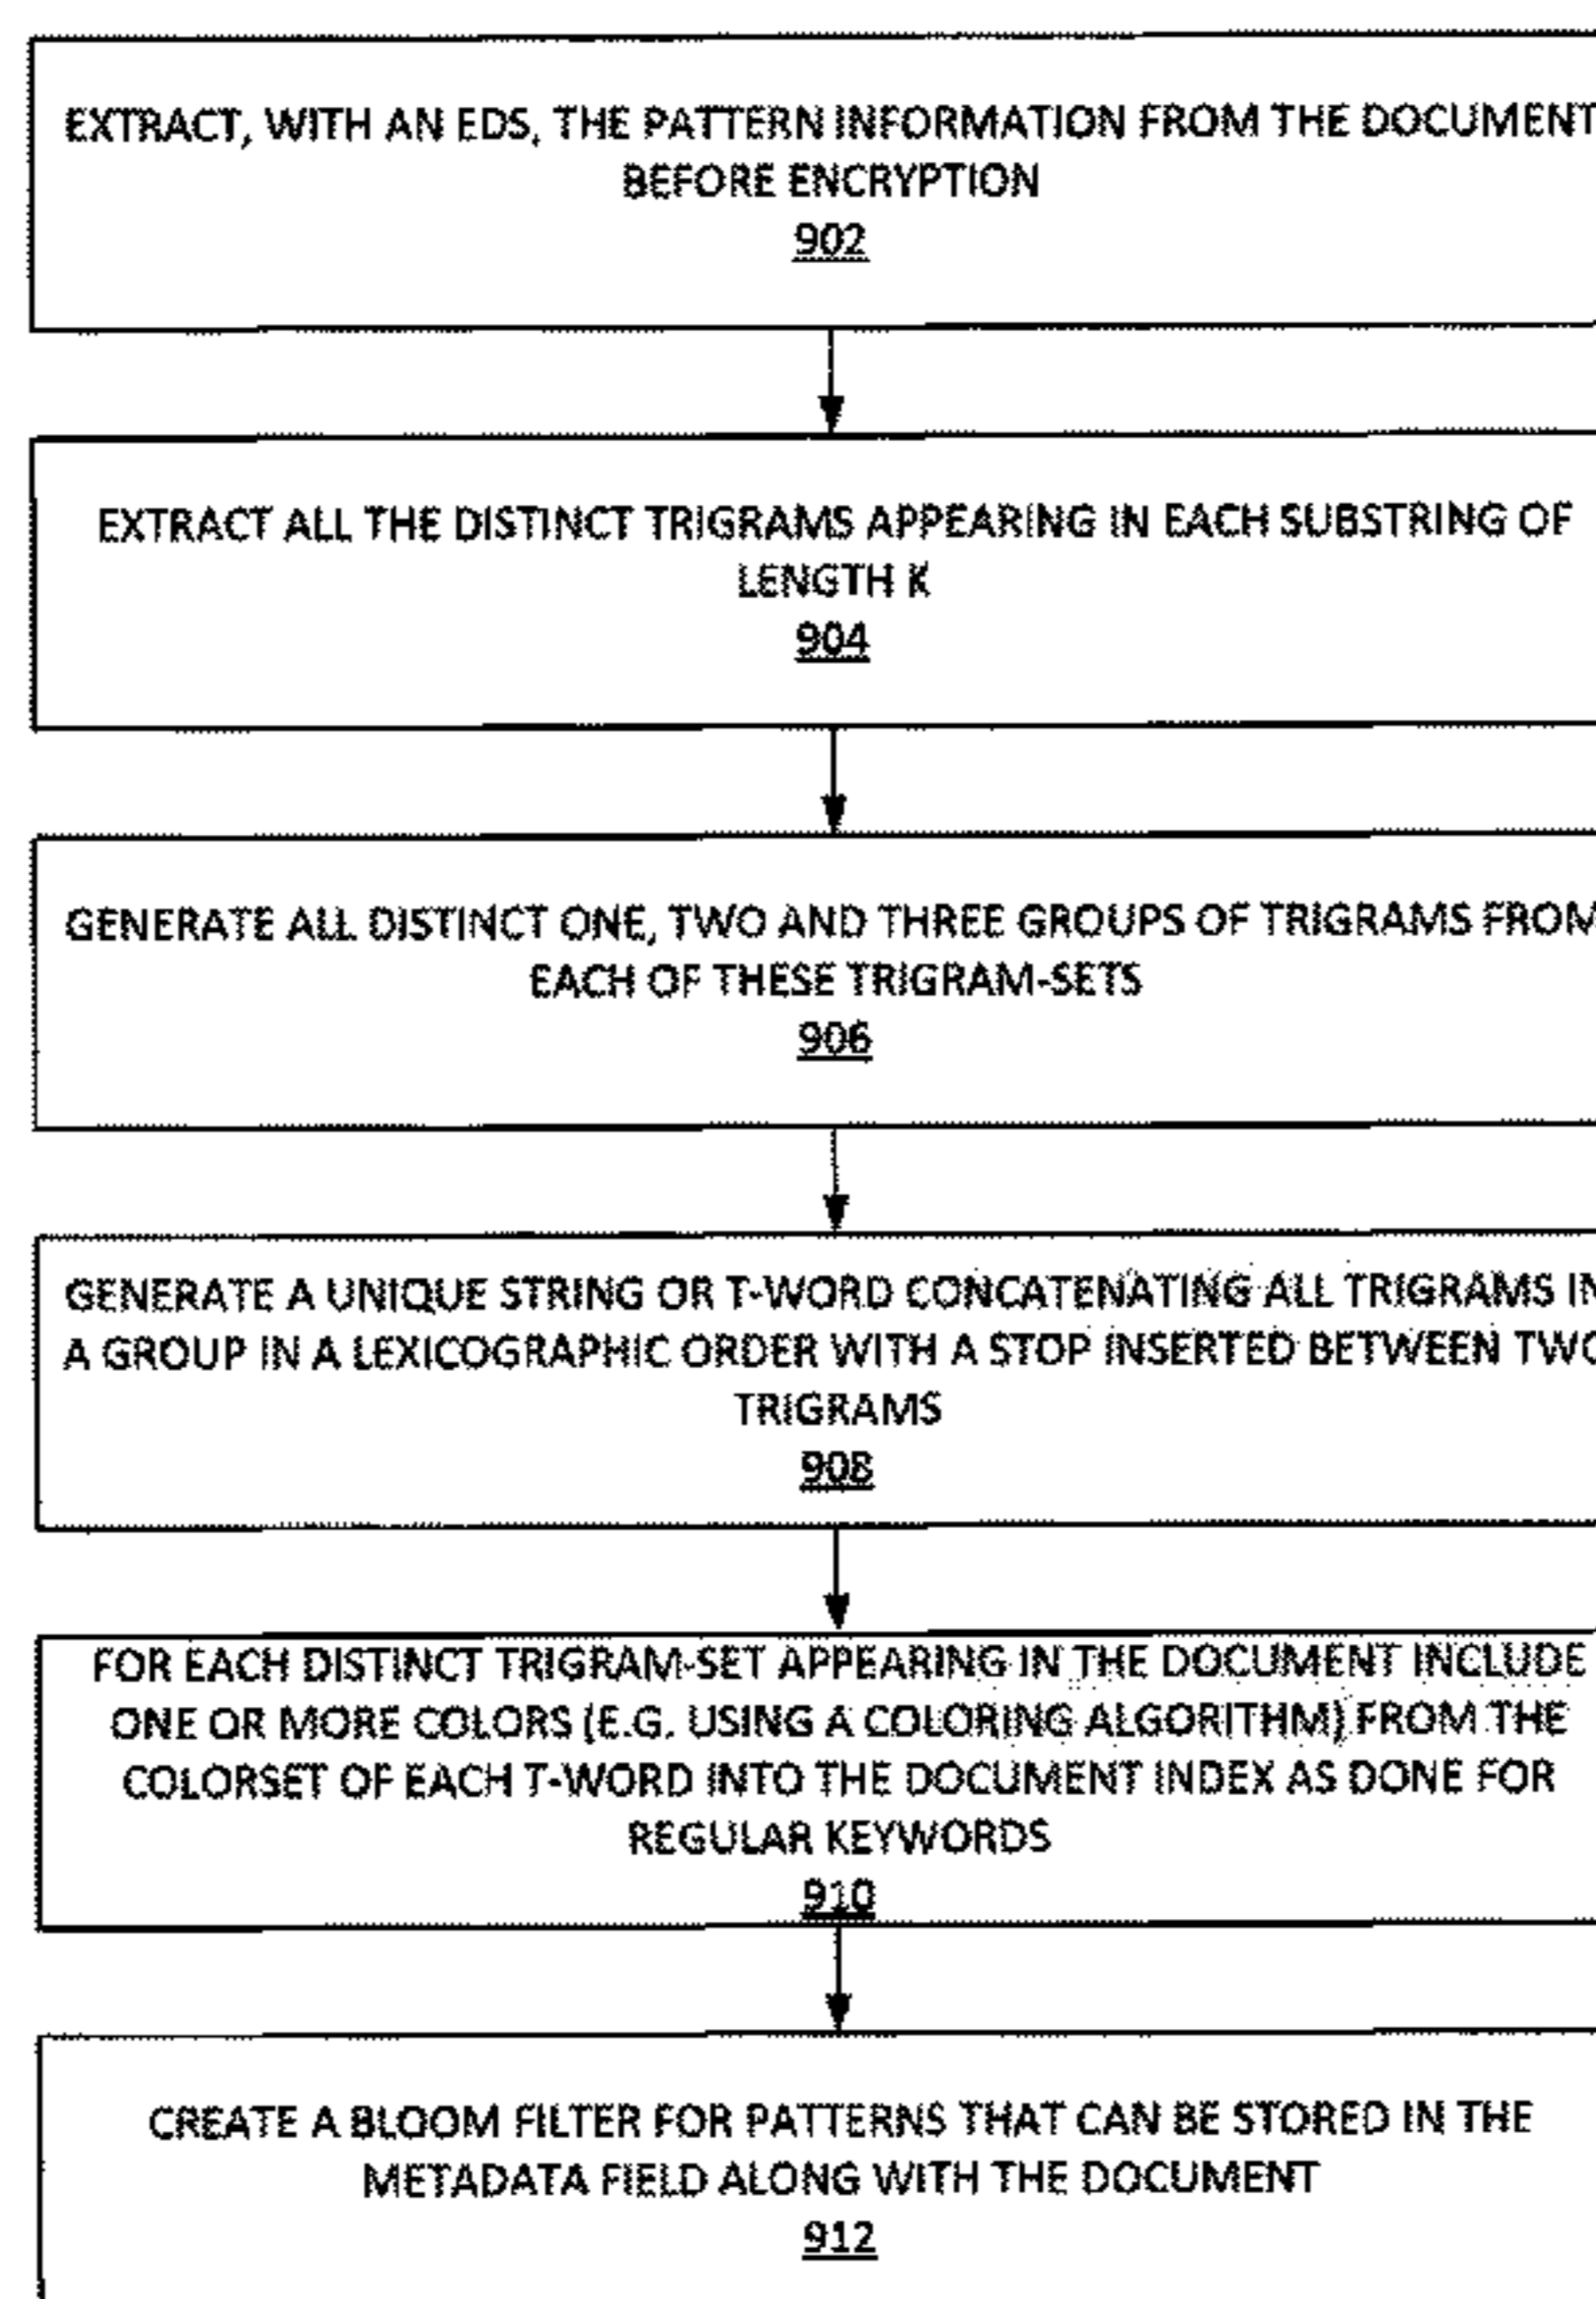 EXTRACT, WITH AN EDS, THE PATTERN INFORMATION FROM THE DOCUMENT
BEFORE ENCRYPTION
902
EXTRACT ALL THE DISTINCT TRIGRAMS APPEARING IN EACH SUBSTRING OF
LENGTH K
904
GENERATE ALL DISTINCT ONE, TWO AND THREE GROUPS OF TRIGRAMS FROM
EACH OF THESE TRIGRAM-SETS
906
GENERATE A UNIQUE STRING OR T-WORD CONCATENATING ALL TRIGRAMS IN
A GROUP IN A LEXICOGRAPHIC ORDER WITH A STOP INSERTED BETWEEN TWO
TRIGRAMS
908
FOR EACH DISTINCT TRIGRAM-SET APPEARING IN THE DOCUMENT INCLUDE
ONE OR MORE COLORS (E.G. USING A COLORING ALGORITHM) FROM THE
COLORSET OF EACH T-WORD INTO THE DOCUMENT INDEX AS DONE FOR
REGULAR KEYWORDS
910
CREATE A BLOOM FILTER FOR PATTERNS THAT CAN BE STORED IN THE
METADATA FIELD ALONG WITH THE DOCUMENT
912